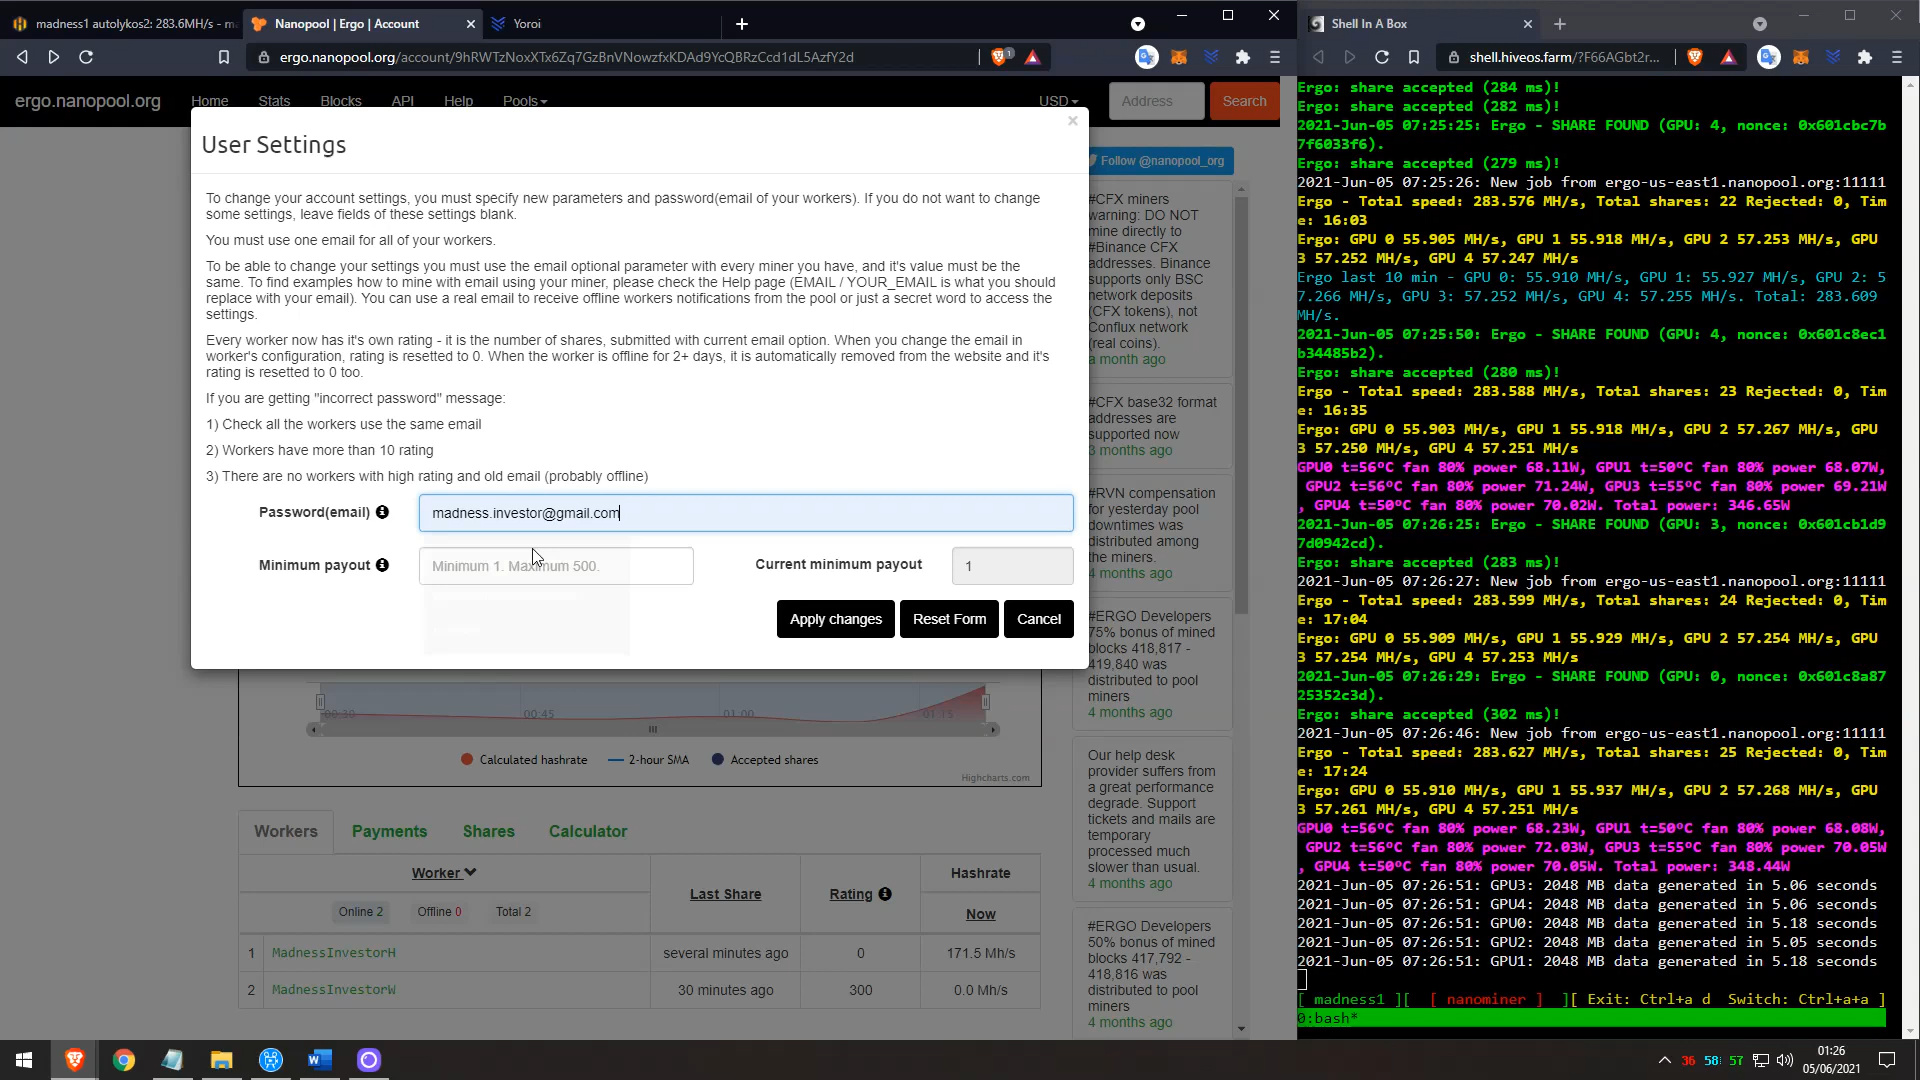 madness1 autolykos2: 283.6MH/s - m
Nanopool | Ergo | Account
Yoroi
ergo.nanopool.org/account/9hRWTzNoxXTx6Zq7GzBnVNowzfxKDAd9YcQBRzCcd1dL5AzfY2d
ergo.nanopool.org
Home
Stats
Blocks
API
Help
Pools
USD
Address
Search
User Settings
To change your account settings, you must specify new parameters and password(email of your workers). If you do not want to change
some settings, leave fields of these settings blank.
You must use one email for all of your workers.
To be able to change your settings you must use the email optional parameter with every miner you have, and it's value must be the
same. To find examples how to mine with email using your miner, please check the Help page (EMAIL / YOUR_EMAIL is what you should
replace with your email). You can use a real email to receive offline workers notifications from the pool or just a secret word to access the
settings.
Every worker now has it's own rating - it is the number of shares, submitted with current email option. When you change the email in
worker's configuration, rating is resetted to 0. When the worker is offline for 2+ days, it is automatically removed from the website and it's
rating is resetted to 0 too.
If you are getting "incorrect password" message:
1) Check all the workers use the same email
2) Workers have more than 10 rating
3) There are no workers with high rating and old email (probably offline)
Password(email)
madness.investor@gmail.com
Minimum payout
Minimum 1. Maximum 500.
Current minimum payout
1
Apply changes
Reset Form
Cancel
00:30
00:45
01:00
01:15
Calculated hashrate
2-hour SMA
Accepted shares
Highcharts.com
Workers
Payments
Shares
Calculator
Worker
Last Share
Rating
Hashrate
Online 2
Offline 0
Total 2
Now
1
MadnessInvestorH
several minutes ago
0
171.5 Mh/s
2
MadnessInvestorW
30 minutes ago
300
0.0 Mh/s
Follow @nanopool_org
#CFX miners
warning: DO NOT
mine directly to
#Binance CFX
addresses. Binance
supports only BSC
network deposits
(CFX tokens), not
Conflux network
(real coins).
a month ago
#CFX base32 format
addresses are
supported now
3 months ago
#RVN compensation
for yesterday pool
downtimes was
distributed among
the miners.
4 months ago
#ERGO Developers
75% bonus of mined
blocks 418,817 -
419,840 was
distributed to pool
miners
4 months ago
Our help desk
provider suffers from
a great performance
degrade. Support
tickets and mails are
temporary
processed much
slower than usual.
4 months ago
#ERGO Developers
50% bonus of mined
blocks 417,792 -
418,816 was
distributed to pool
miners
4 months ago
Shell In A Box
shell.hiveos.farm/?F66AGbt2r...
Ergo: share accepted (284 ms)!
Ergo: share accepted (282 ms)!
2021-Jun-05 07:25:25: Ergo - SHARE FOUND (GPU: 4, nonce: 0x601cbc7b
7f6033f6).
Ergo: share accepted (279 ms)!
2021-Jun-05 07:25:26: New job from ergo-us-east1.nanopool.org:11111
Ergo - Total speed: 283.576 MH/s, Total shares: 22 Rejected: 0, Tim
e: 16:03
Ergo: GPU 0 55.905 MH/s, GPU 1 55.918 MH/s, GPU 2 57.253 MH/s, GPU
3 57.252 MH/s, GPU 4 57.247 MH/s
Ergo last 10 min - GPU 0: 55.910 MH/s, GPU 1: 55.927 MH/s, GPU 2: 5
7.266 MH/s, GPU 3: 57.252 MH/s, GPU 4: 57.255 MH/s. Total: 283.609
MH/s.
2021-Jun-05 07:25:50: Ergo - SHARE FOUND (GPU: 4, nonce: 0x601c8ec1
b34485b2).
Ergo: share accepted (280 ms)!
Ergo - Total speed: 283.588 MH/s, Total shares: 23 Rejected: 0, Tim
e: 16:35
Ergo: GPU 0 55.903 MH/s, GPU 1 55.918 MH/s, GPU 2 57.267 MH/s, GPU
3 57.250 MH/s, GPU 4 57.251 MH/s
GPU0 t=56ºC fan 80% power 68.11W, GPU1 t=50ºC fan 80% power 68.07W,
GPU2 t=56ºC fan 80% power 71.24W, GPU3 t=55ºC fan 80% power 69.21W
, GPU4 t=50ºC fan 80% power 70.02W. Total power: 346.65W
2021-Jun-05 07:26:25: Ergo - SHARE FOUND (GPU: 3, nonce: 0x601cb1d9
7d0942cd).
Ergo: share accepted (283 ms)!
2021-Jun-05 07:26:27: New job from ergo-us-east1.nanopool.org:11111
Ergo - Total speed: 283.599 MH/s, Total shares: 24 Rejected: 0, Tim
e: 17:04
Ergo: GPU 0 55.909 MH/s, GPU 1 55.929 MH/s, GPU 2 57.254 MH/s, GPU
3 57.254 MH/s, GPU 4 57.253 MH/s
2021-Jun-05 07:26:29: Ergo - SHARE FOUND (GPU: 0, nonce: 0x601c8a87
25352c3d).
Ergo: share accepted (302 ms)!
2021-Jun-05 07:26:46: New job from ergo-us-east1.nanopool.org:11111
Ergo - Total speed: 283.627 MH/s, Total shares: 25 Rejected: 0, Tim
e: 17:24
Ergo: GPU 0 55.910 MH/s, GPU 1 55.937 MH/s, GPU 2 57.268 MH/s, GPU
3 57.261 MH/s, GPU 4 57.251 MH/s
GPU0 t=56ºC fan 80% power 68.23W, GPU1 t=50ºC fan 80% power 68.08W,
GPU2 t=56ºC fan 80% power 72.03W, GPU3 t=55ºC fan 80% power 70.05W
, GPU4 t=50ºC fan 80% power 70.05W. Total power: 348.44W
2021-Jun-05 07:26:51: GPU3: 2048 MB data generated in 5.06 seconds
2021-Jun-05 07:26:51: GPU4: 2048 MB data generated in 5.06 seconds
2021-Jun-05 07:26:51: GPU0: 2048 MB data generated in 5.18 seconds
2021-Jun-05 07:26:51: GPU2: 2048 MB data generated in 5.05 seconds
2021-Jun-05 07:26:51: GPU1: 2048 MB data generated in 5.18 seconds
[ madness1 ][ [ nanominer ] ][ Exit: Ctrl+a d Switch: Ctrl+a+a ]
0:bash*
36 58 57
01:26
05/06/2021